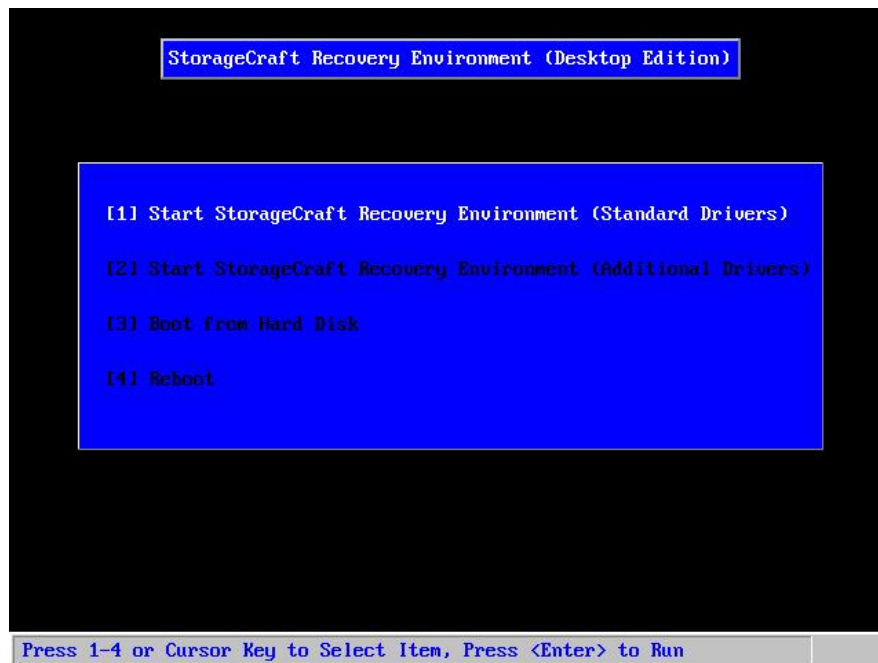 StorageCraft Recovery Environment (Desktop Edition)
[1] Start StorageCraft Recovery Environment (Standard Drivers)
[2] Start StorageCraft Recovery Environment (Additional Drivers)
[3] Boot from Hard Disk
[4] Reboot
Press 1-4 or Cursor Key to Select Item, Press <Enter> to Run